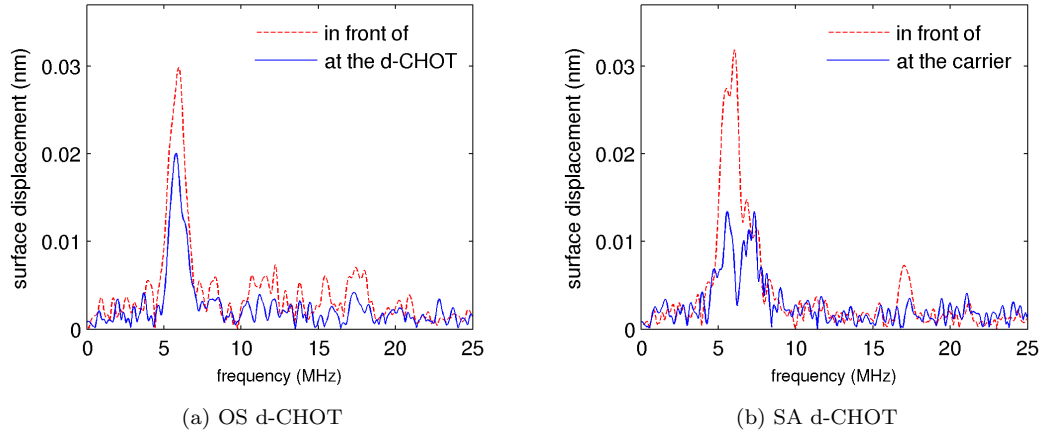 in front of
at the d-CHOT
surface displacement (nm)
0.03
0.02
0.01
0
0 5 10 15 20 25
frequency (MHz)
(a) OS d-CHOT
in front of
at the carrier
surface displacement (nm)
0.03
0.02
0.01
0
0 5 10 15 20 25
frequency (MHz)
(b) SA d-CHOT